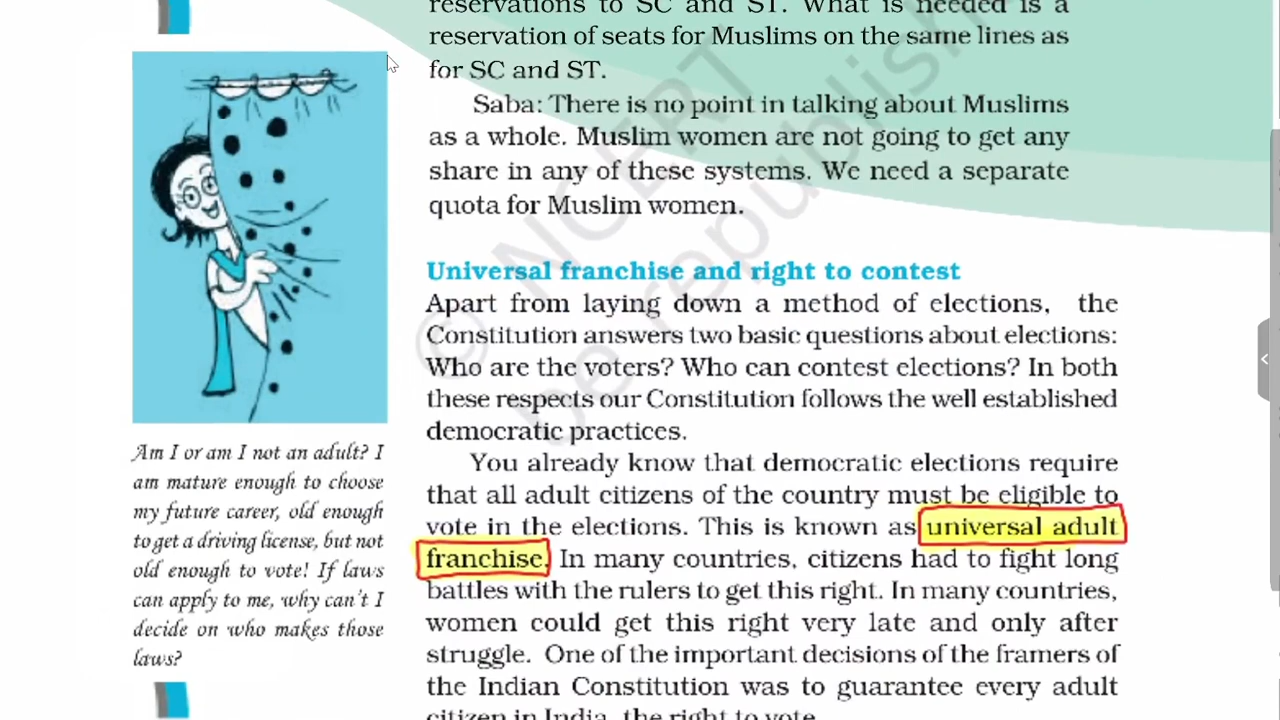 reservations to SC and ST. What is needed is a
reservation of seats for Muslims on the same lines as
for SC and ST.
Saba: There is no point in talking about Muslims
as a whole. Muslim women are not going to get any
share in any of these systems. We need a separate
quota for Muslim women.
Universal franchise and right to contest
Apart from laying down a method of elections, the
Constitution answers two basic questions about elections:
Who are the voters? Who can contest elections? In both
these respects our Constitution follows the well established
democratic practices.
You already know that democratic elections require
that all adult citizens of the country must be eligible to
vote in the elections. This is known as universal adult
franchise. In many countries, citizens had to fight long
battles with the rulers to get this right. In many countries,
women could get this right very late and only after
struggle. One of the important decisions of the framers of
the Indian Constitution was to guarantee every adult
citizen in India, the right to vote.
Am I or am I not an adult? I
am mature enough to choose
my future career, old enough
to get a driving license, but not
old enough to vote! If laws
can apply to me, why can't I
decide on who makes those
laws?
© NCERT
be republish